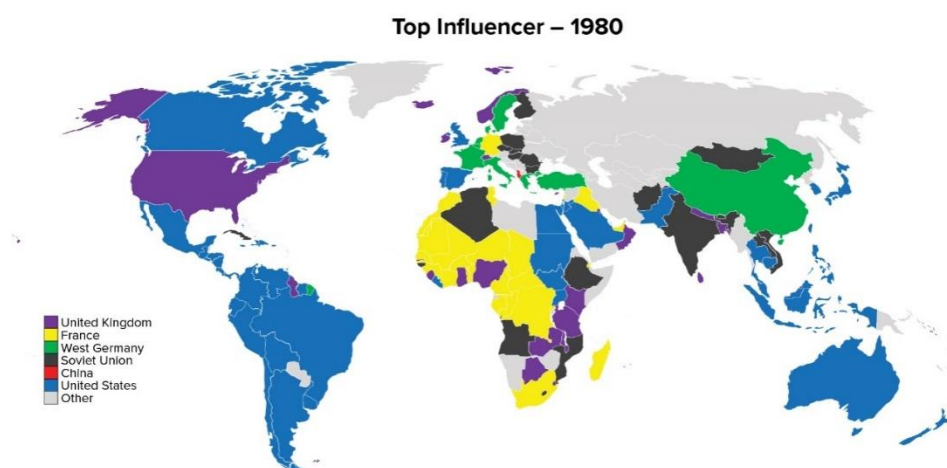 Top Influencer – 1980
United Kingdom
France
West Germany
Soviet Union
China
United States
Other